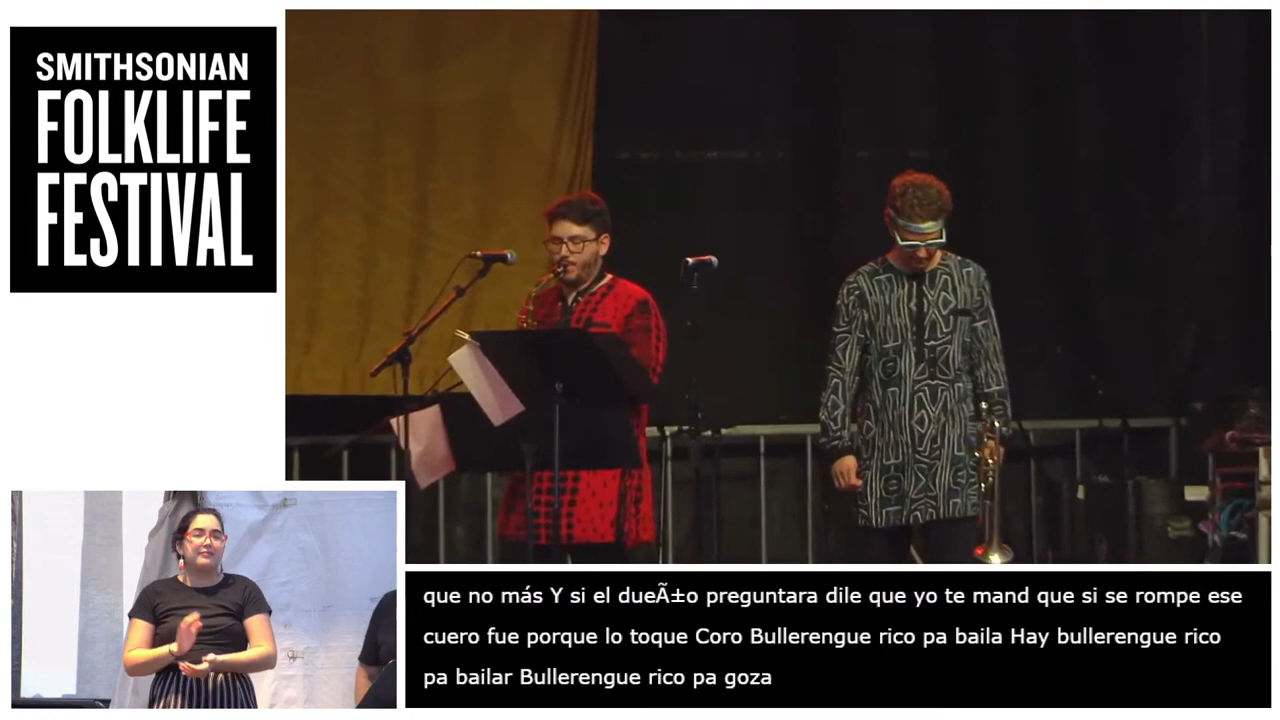 SMITHSONIAN
FOLKLIFE
FESTIVAL
que no más Y si el dueÃ±o preguntara dile que yo te mand que si se rompe ese
cuero fue porque lo toque Coro Bullerengue rico pa baila Hay bullerengue rico
pa bailar Bullerengue rico pa goza